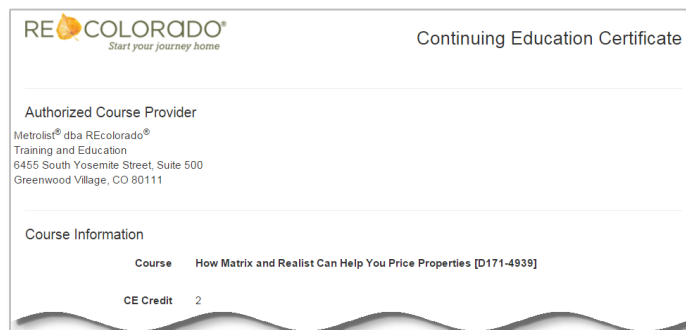 RECOLORADO®
Start your journey home
Continuing Education Certificate
Authorized Course Provider
Metrolist® dba REcolorado®
Training and Education
6455 South Yosemite Street, Suite 500
Greenwood Village, CO 80111
Course Information
Course How Matrix and Realist Can Help You Price Properties [D171-4939]
CE Credit 2